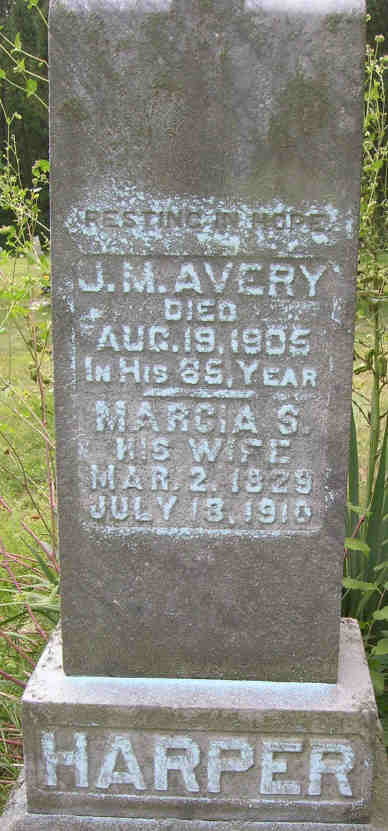 RESTING IN HOPE
J. M. AVERY
DIED
AUG. 19, 1905
IN HIS 85, YEAR
MARCIA S.
HIS WIFE
MAR. 2, 1829
JULY 13, 1910
HARPER